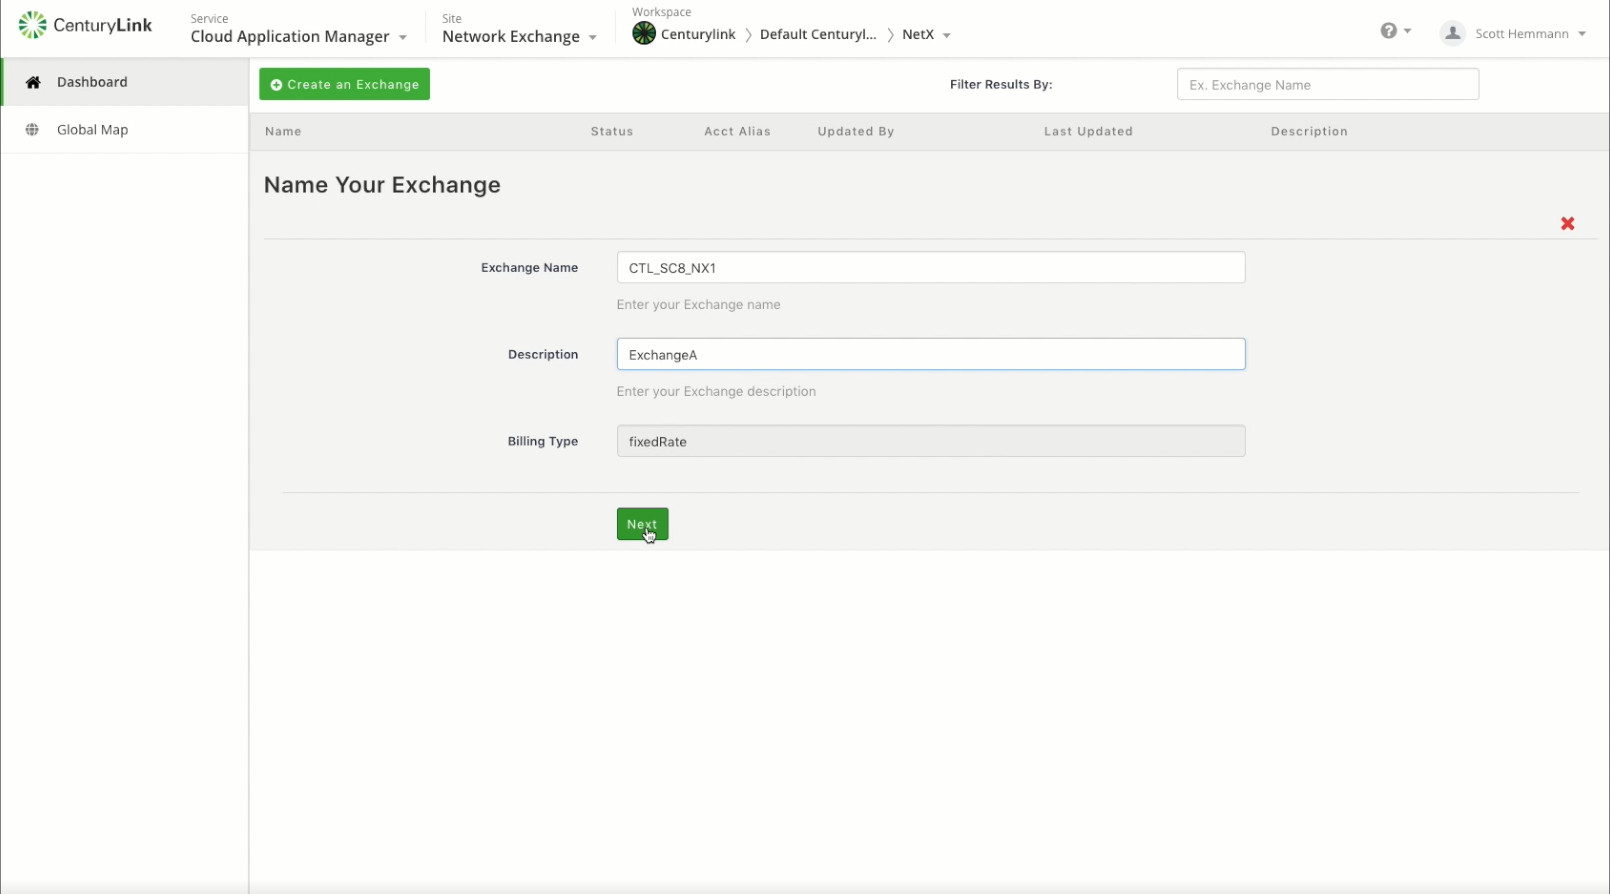 CenturyLink
Service
Cloud Application Manager
Site
Network Exchange
Workspace
Centurylink
Default Centuryl...
NetX
Scott Hemmann
Dashboard
Global Map
Create an Exchange
Filter Results By:
Ex. Exchange Name
Name Status Acct Alias Updated By Last Updated Description
Name Your Exchange
Exchange Name
CTL_SC8_NX1
Enter your Exchange name
Description
ExchangeA
Enter your Exchange description
Billing Type
fixedRate
Next